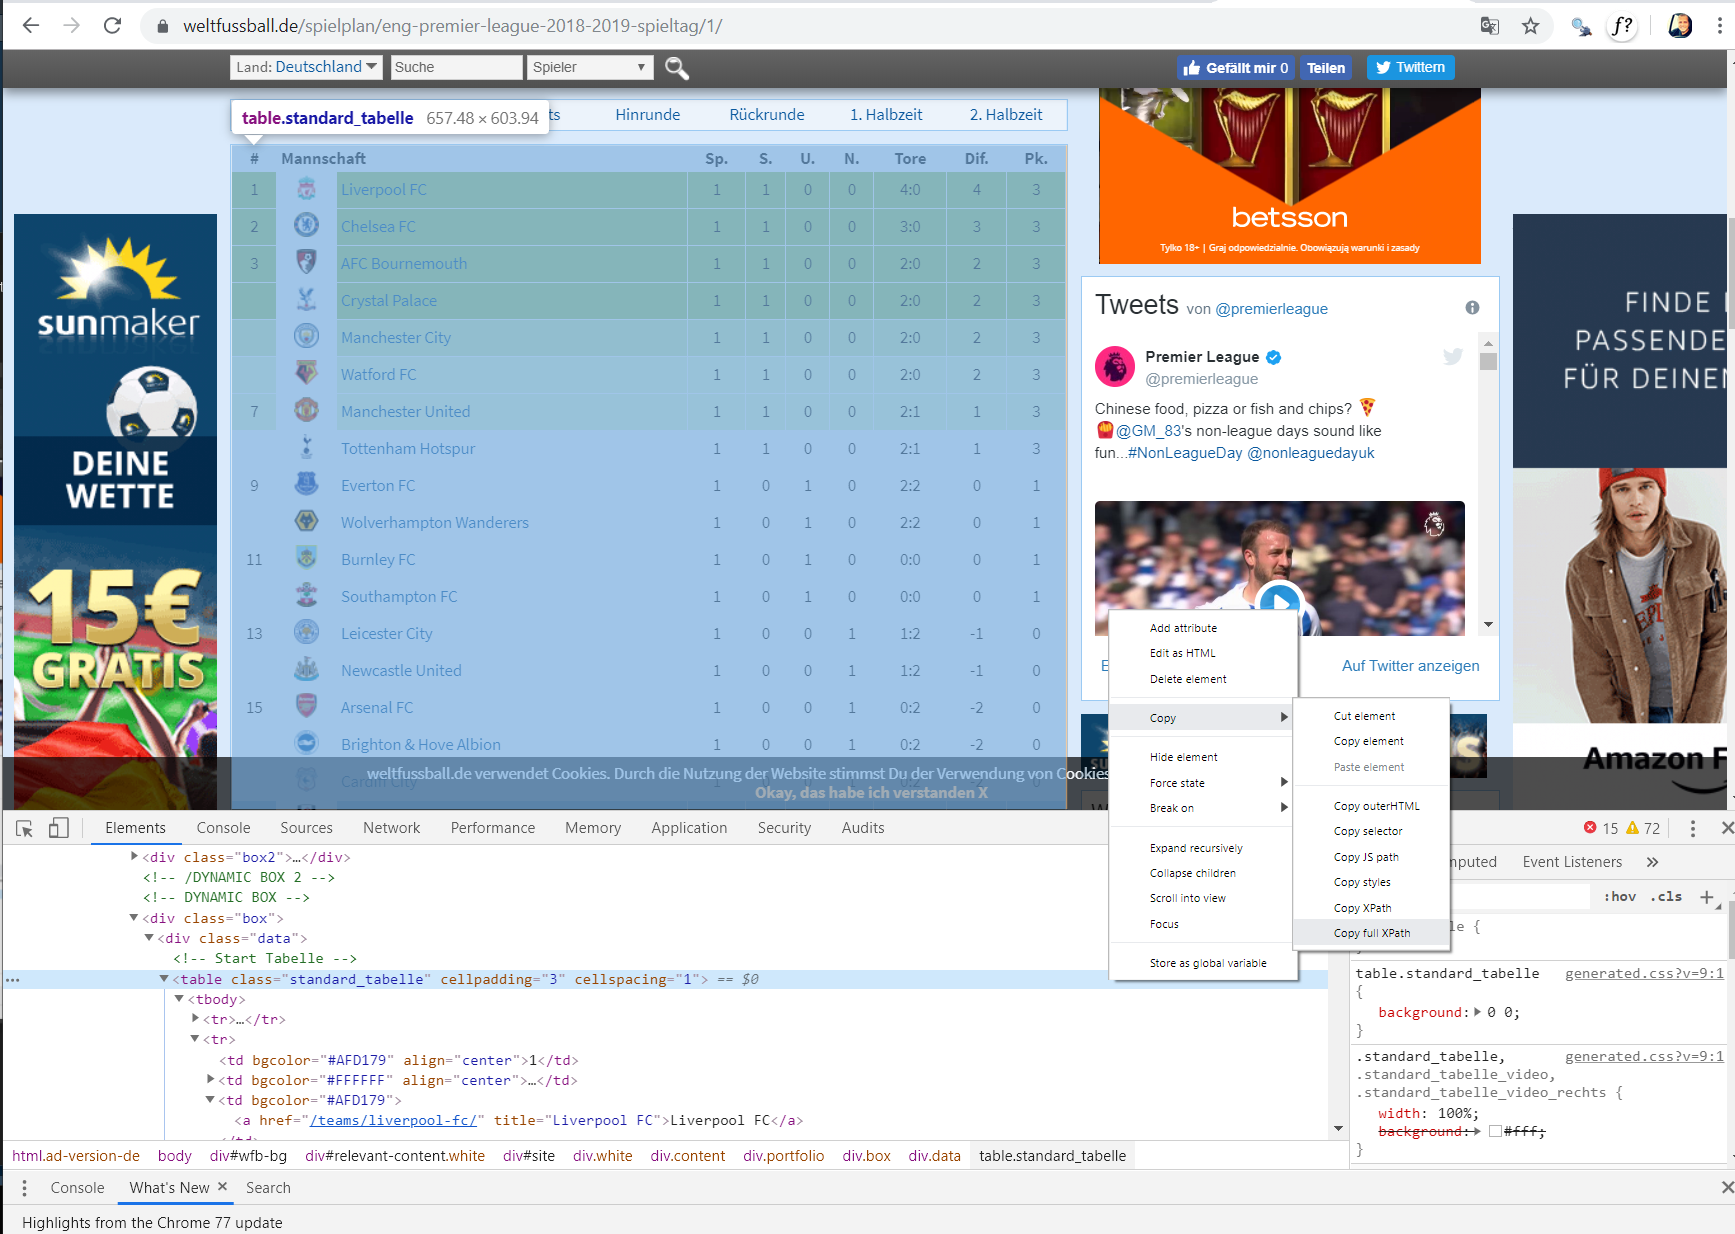 weltfussball.de/spielplan/eng-premier-league-2018-2019-spieltag/1/
f?
Land: Deutschland Suche Spieler Gefällt mir 0 Teilen Twittern
table.standard_tabelle 657.48 × 603.94 ts Hinrunde Rückrunde 1. Halbzeit 2. Halbzeit
# Mannschaft Sp. S. U. N. Tore Dif. Pk.
1 Liverpool FC 1 1 0 0 4:0 4 3
2 Chelsea FC 1 1 0 0 3:0 3 3
3 AFC Bournemouth 1 1 0 0 2:0 2 3
Crystal Palace 1 1 0 0 2:0 2 3
Manchester City 1 1 0 0 2:0 2 3
Watford FC 1 1 0 0 2:0 2 3
7 Manchester United 1 1 0 0 2:1 1 3
Tottenham Hotspur 1 1 0 0 2:1 1 3
9 Everton FC 1 0 1 0 2:2 0 1
Wolverhampton Wanderers 1 0 1 0 2:2 0 1
11 Burnley FC 1 0 1 0 0:0 0 1
Southampton FC 1 0 1 0 0:0 0 1
13 Leicester City 1 0 0 1 1:2 -1 0
Newcastle United 1 0 0 1 1:2 -1 0
15 Arsenal FC 1 0 0 1 0:2 -2 0
Brighton & Hove Albion 1 0 0 1 0:2 -2 0
Cardiff City 1 0 0 1 0:2 -2 0
weltfussball.de verwendet Cookies. Durch die Nutzung der Website stimmst Du der Verwendung von Cookies
Okay, das habe ich verstanden X
sunmaker
DEINE
WETTE
15€
GRATIS
betsson
Tylko 18+ | Graj odpowiedzialnie. Obowiązują warunki i zasady
Tweets von @premierleague
Premier League
@premierleague
Chinese food, pizza or fish and chips?
@GM_83's non-league days sound like
fun...#NonLeagueDay @nonleaguedayuk
E Auf Twitter anzeigen
FINDE
PASSENDE
FÜR DEINEN
Amazon F
Add attribute
Edit as HTML
Delete element
Copy
Hide element
Force state
Break on
Expand recursively
Collapse children
Scroll into view
Focus
Store as global variable
Cut element
Copy element
Paste element
Copy outerHTML
Copy selector
Copy JS path
Copy styles
Copy XPath
Copy full XPath
Elements Console Sources Network Performance Memory Application Security Audits 15 72
<div class="box2">…</div>
<!-- /DYNAMIC BOX 2 -->
<!-- DYNAMIC BOX -->
<div class="box">
<div class="data">
<!-- Start Tabelle -->
<table class="standard_tabelle" cellpadding="3" cellspacing="1"> == $0
<tbody>
<tr>…</tr>
<tr>
<td bgcolor="#AFD179" align="center">1</td>
<td bgcolor="#FFFFFF" align="center">…</td>
<td bgcolor="#AFD179">
<a href="/teams/liverpool-fc/" title="Liverpool FC">Liverpool FC</a>
</td>
mputed Event Listeners »
:hov .cls +
le {
}
table.standard_tabelle generated.css?v=9:1
{
background: 0 0;
}
.standard_tabelle, generated.css?v=9:1
.standard_tabelle_video,
.standard_tabelle_video_rechts {
width: 100%;
background: #fff;
}
html.ad-version-de body div#wfb-bg div#relevant-content.white div#site div.white div.content div.portfolio div.box div.data table.standard_tabelle
Console What's New × Search
Highlights from the Chrome 77 update